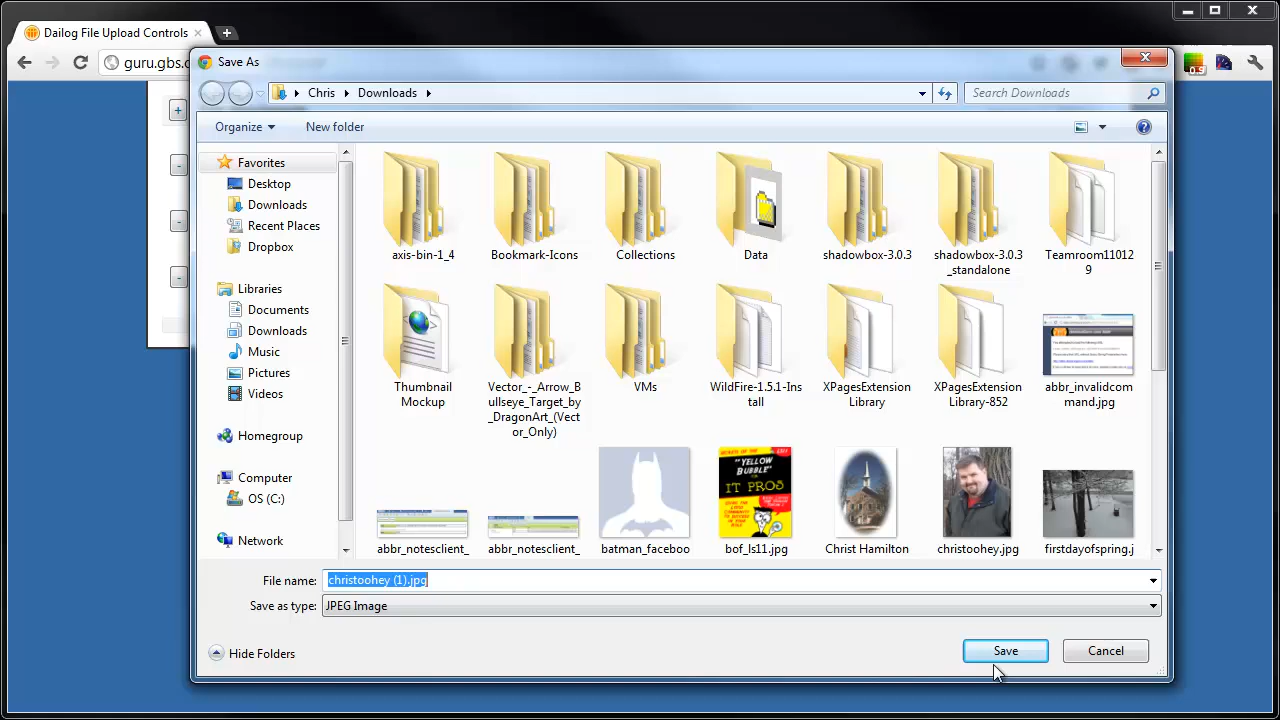 Dailog File Upload Controls
guru.gbs.c
Save As
Chris
Downloads
Search Downloads
Organize
New folder
Favorites
Desktop
Downloads
Recent Places
Dropbox
Libraries
Documents
Downloads
Music
Pictures
Videos
Homegroup
Computer
OS (C:)
Network
axis-bin-1_4
Bookmark-Icons
Collections
Data
shadowbox-3.0.3
shadowbox-3.0.3
_standalone
Teamroom11012
9
Thumbnail
Mockup
Vector_-_Arrow_B
ullseye_Target_by
_DragonArt_(Vect
or_Only)
VMs
WildFire-1.5.1-Ins
tall
XPagesExtension
Library
XPagesExtension
Library-852
abbr_invalidcom
mand.jpg
"YELLOW
BUBBLE"
IT PROS
abbr_notesclient_
abbr_notesclient_
batman_faceboo
bof_ls11.jpg
Christ Hamilton
christoohey.jpg
firstdayofspring.j
File name:
christoohey (1).jpg
Save as type:
JPEG Image
Hide Folders
Save
Cancel